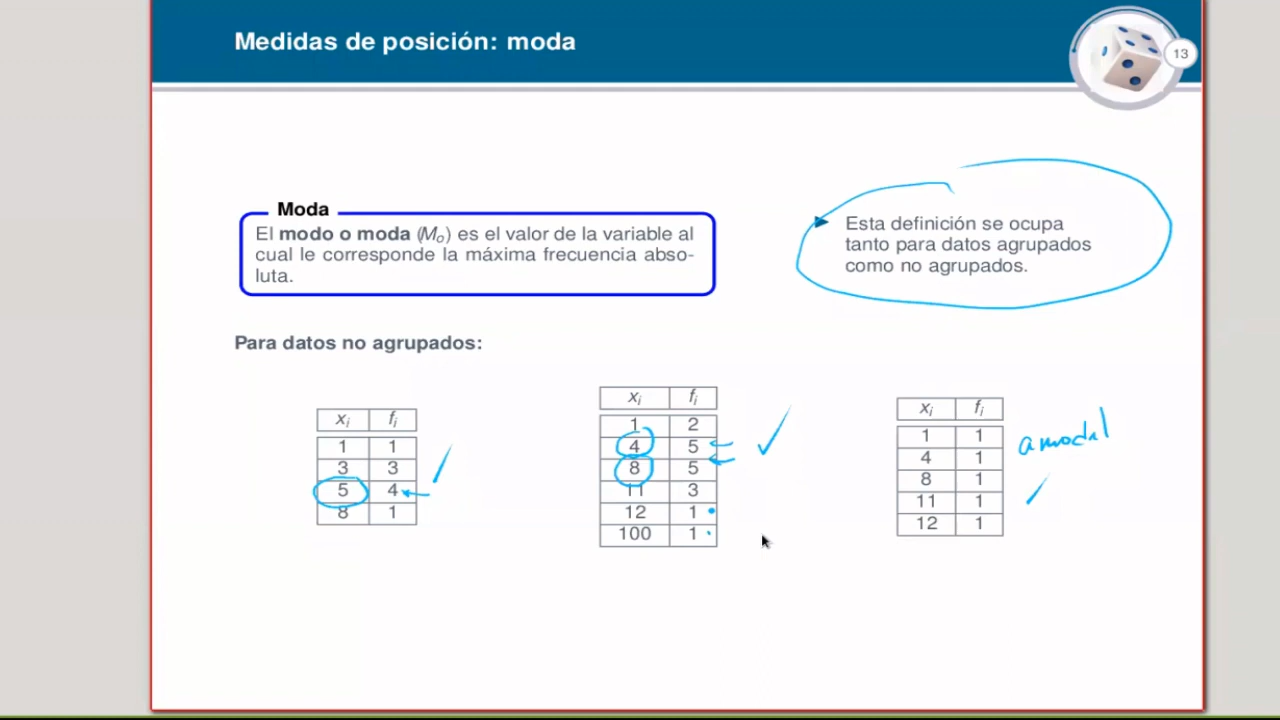 Medidas de posición: moda
13
Moda
El modo o moda (Mo) es el valor de la variable al
cual le corresponde la máxima frecuencia abso-
luta.
Esta definición se ocupa
tanto para datos agrupados
como no agrupados.
Para datos no agrupados:
xi fi
1 1
3 3
5 4
8 1
xi fi
1 2
4 5
8 5
11 3
12 1
100 1
xi fi
1 1
4 1
8 1
11 1
12 1
amodal